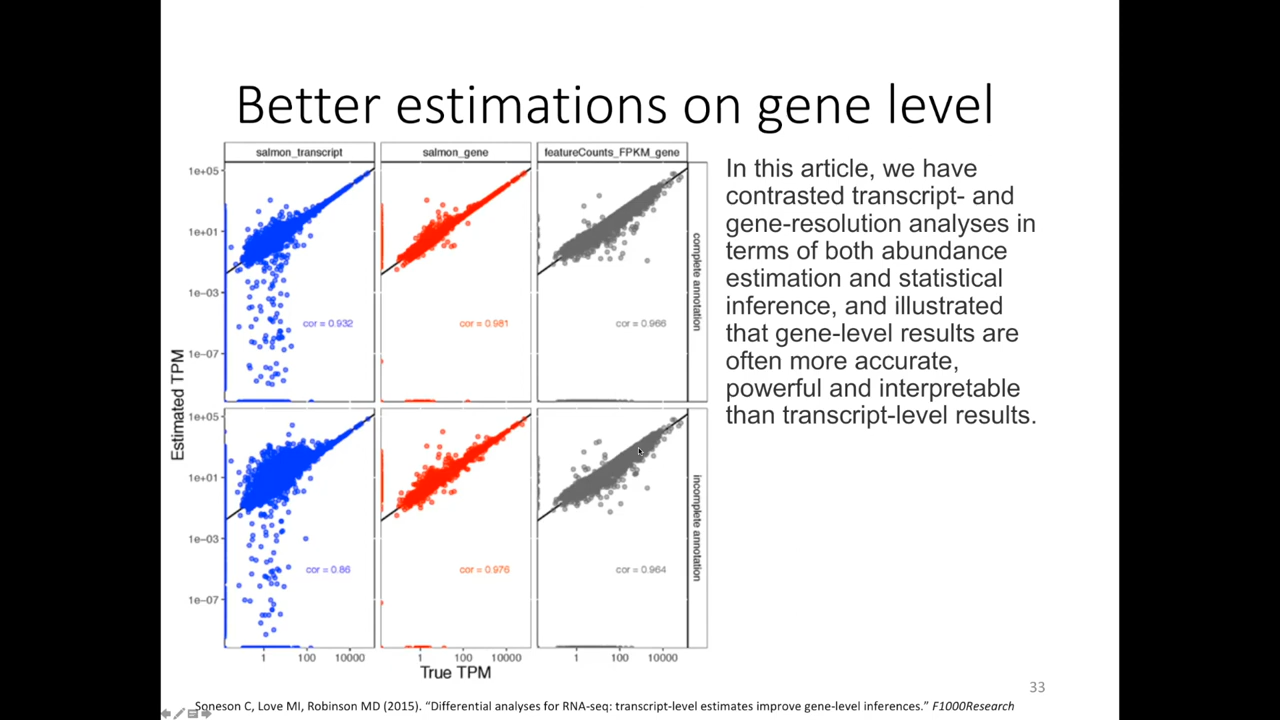 Better estimations on gene level
salmon_transcript
salmon_gene
featureCounts_FPKM_gene
In this article, we have
contrasted transcript- and
gene-resolution analyses in
terms of both abundance
estimation and statistical
inference, and illustrated
that gene-level results are
often more accurate,
powerful and interpretable
than transcript-level results.
Estimated TPM
1e+05
1e+01
1e−03
1e−07
cor = 0.932
cor = 0.981
cor = 0.966
complete annotation
1e+05
1e+01
1e−03
1e−07
cor = 0.86
cor = 0.976
cor = 0.964
incomplete annotation
1 100 10000
1 100 10000
1 100 10000
True TPM
33
Soneson C, Love MI, Robinson MD (2015). “Differential analyses for RNA-seq: transcript-level estimates improve gene-level inferences.” F1000Research